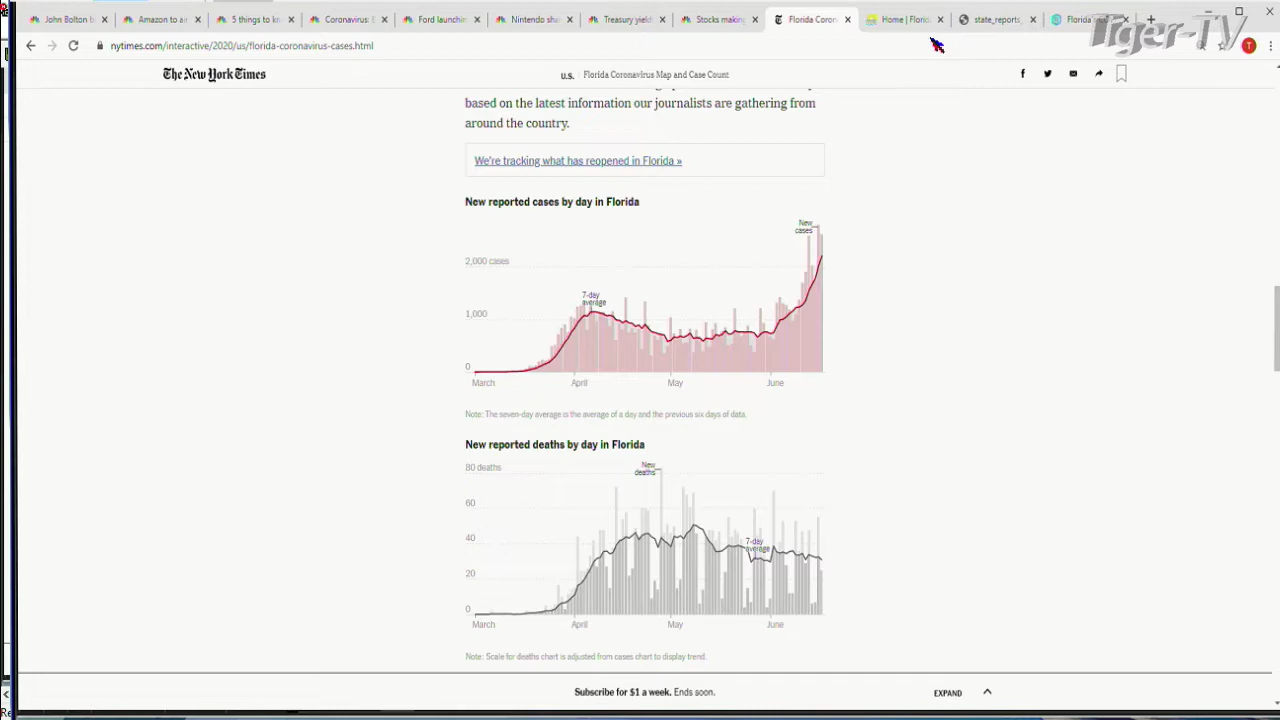 John Bolton b
Amazon to ai
5 things to kn
Coronavirus: E
Ford launchin
Nintendo sha
Treasury yield
Stocks making
Florida Coron
Home | Florid
state_reports_
Florida
Tiger-TV
nytimes.com/interactive/2020/us/florida-coronavirus-cases.html
T
The New York Times
U.S.
Florida Coronavirus Map and Case Count
based on the latest information our journalists are gathering from
around the country.
We're tracking what has reopened in Florida »
New reported cases by day in Florida
New
cases
2,000 cases
7-day
average
1,000
0
March
April
May
June
Note: The seven-day average is the average of a day and the previous six days of data.
New reported deaths by day in Florida
80 deaths
New
deaths
60
40
7-day
average
20
0
March
April
May
June
Note: Scale for deaths chart is adjusted from cases chart to display trend.
Subscribe for $1 a week. Ends soon.
EXPAND
Re